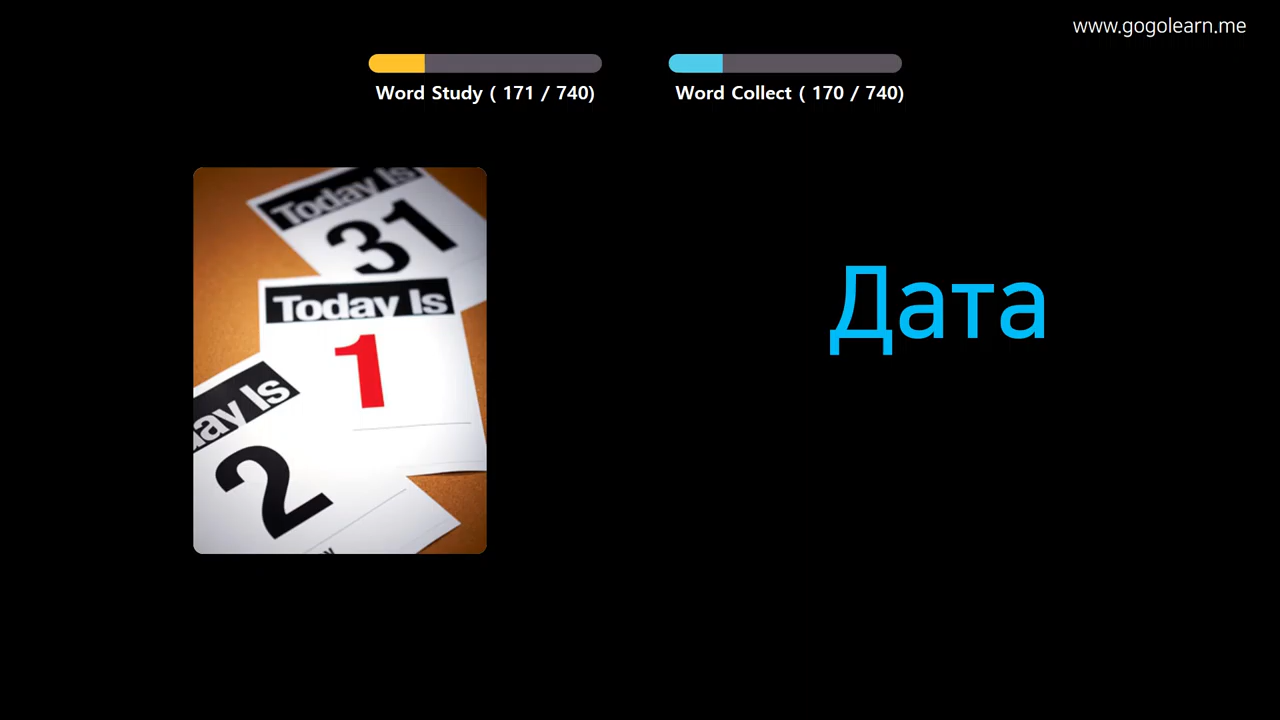 www.gogolearn.me
Word Study ( 171 / 740)
Word Collect ( 170 / 740)
Today Is
31
Today Is
1
ay Is
2
Дата